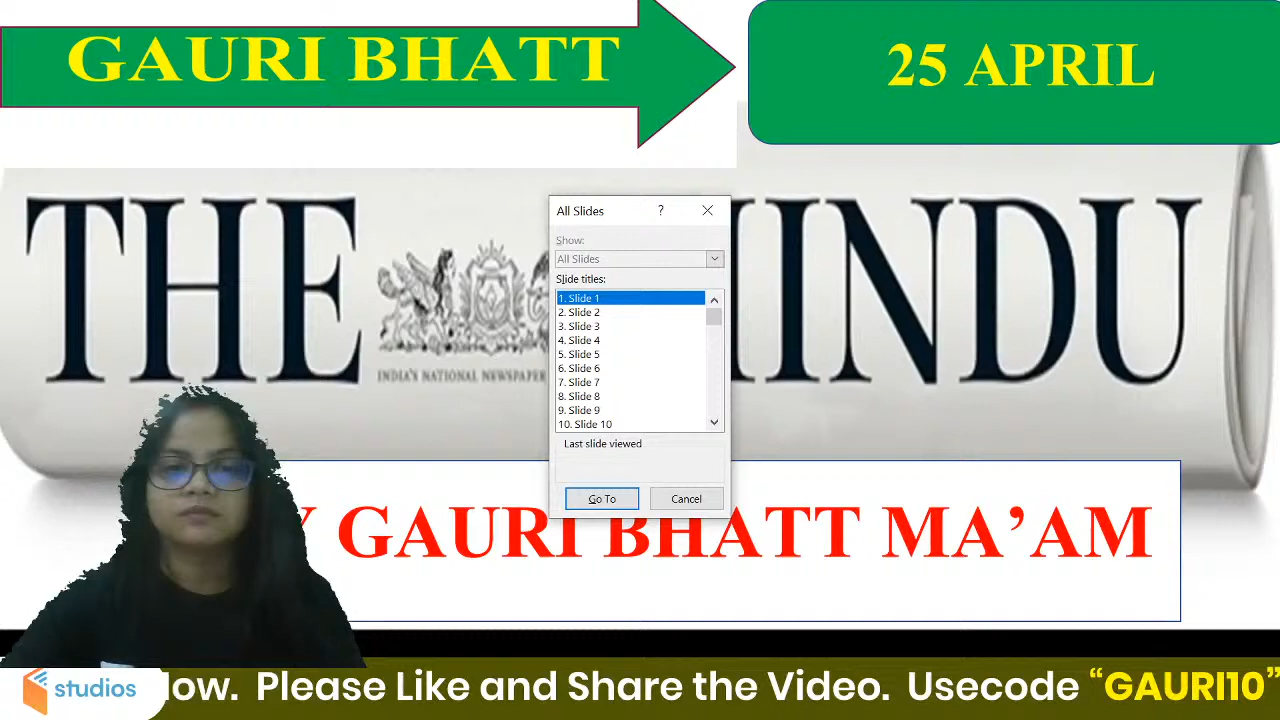 GAURI BHATT
25 APRIL
THE HINDU
INDIA'S NATIONAL NEWSPAPER
All Slides
?
Show:
All Slides
Slide titles:
1. Slide 1
2. Slide 2
3. Slide 3
4. Slide 4
5. Slide 5
6. Slide 6
7. Slide 7
8. Slide 8
9. Slide 9
10. Slide 10
Last slide viewed
Go To
Cancel
GAURI BHATT MA’AM
studios
Please Like and Share the Video. Usecode “GAURI10”